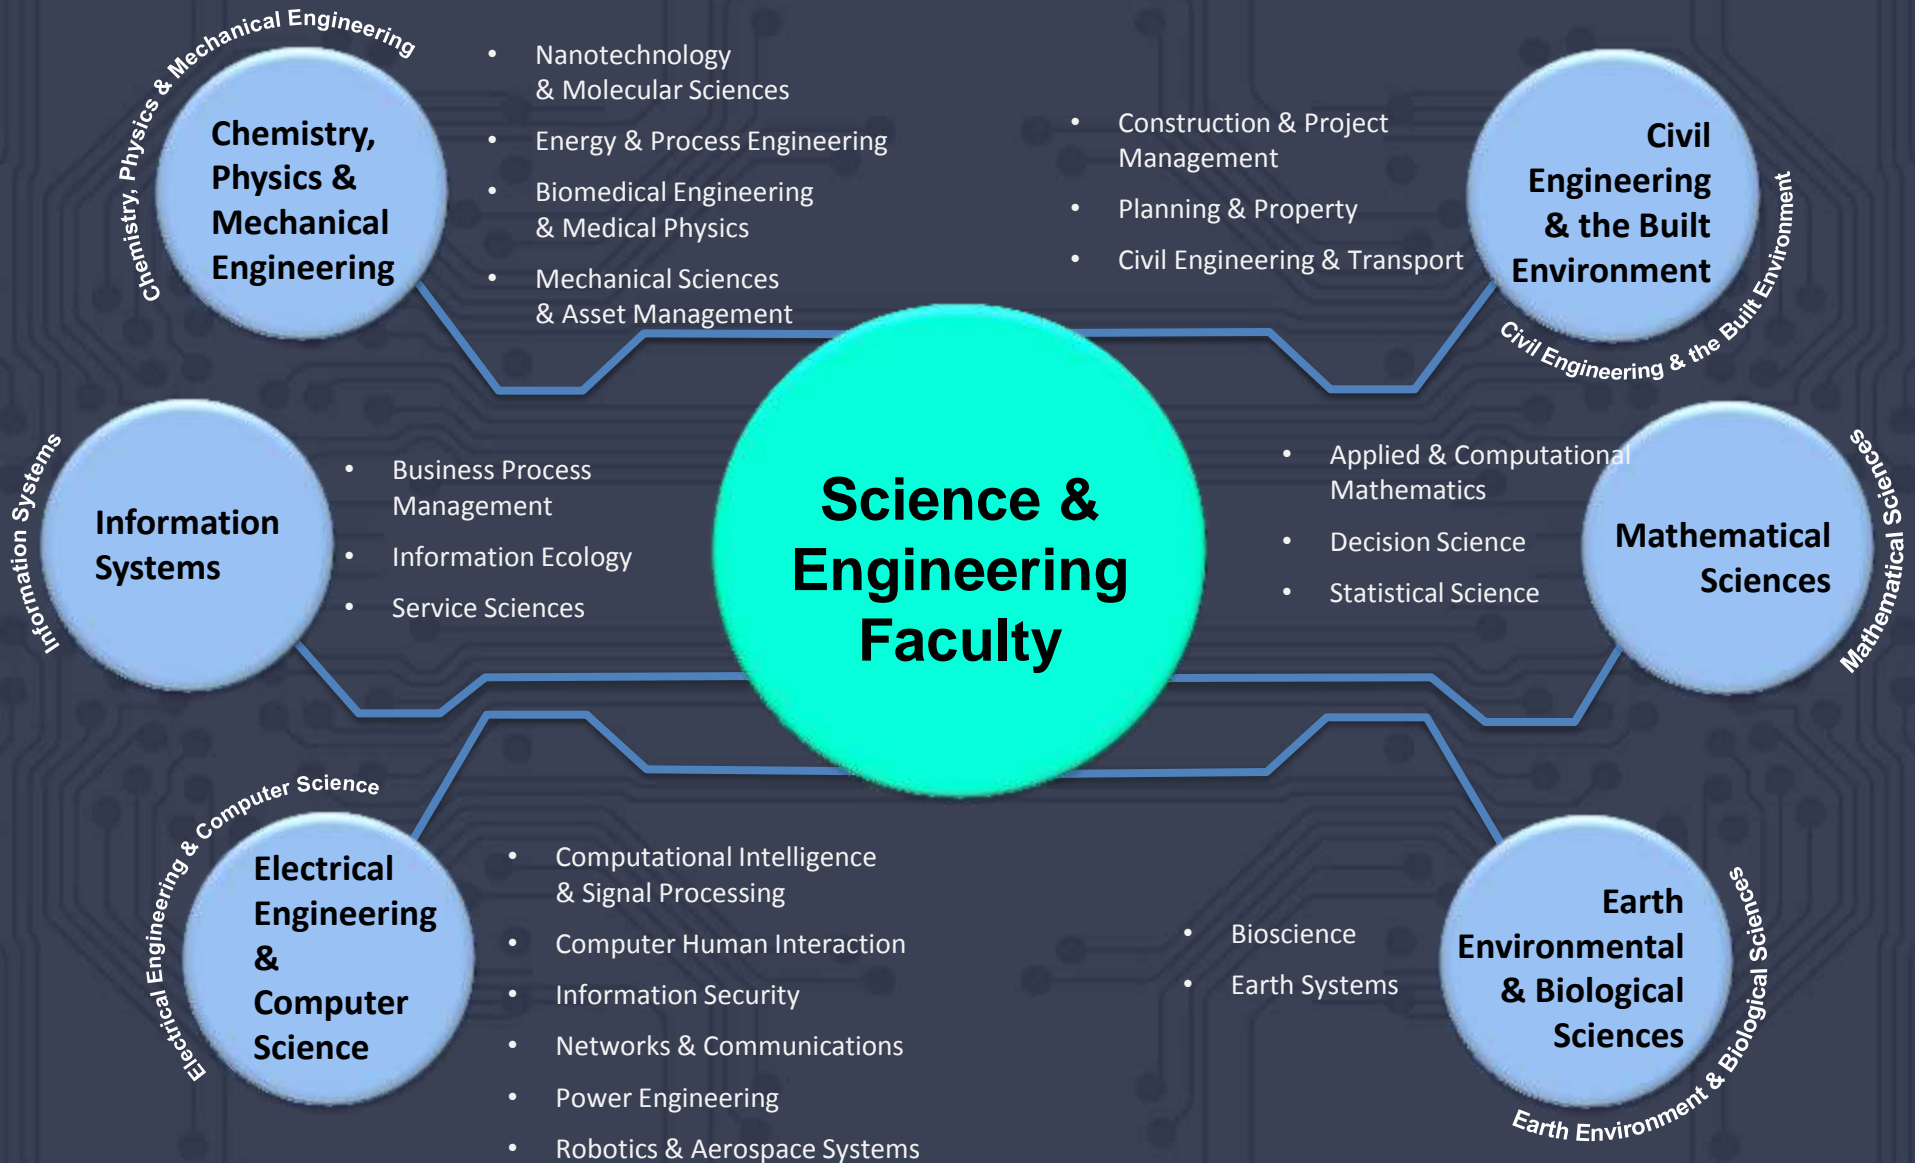 Chemistry, Physics & Mechanical Engineering
Chemistry,
Physics &
Mechanical
Engineering
• Nanotechnology
& Molecular Sciences
• Energy & Process Engineering
• Biomedical Engineering
& Medical Physics
• Mechanical Sciences
& Asset Management
• Construction & Project
Management
• Planning & Property
• Civil Engineering & Transport
Civil
Engineering
& the Built
Environment
Civil Engineering & the Built Environment
Information Systems
Information
Systems
• Business Process
Management
• Information Ecology
• Service Sciences
Science &
Engineering
Faculty
• Applied & Computational
Mathematics
• Decision Science
• Statistical Science
Mathematical
Sciences
Mathematical Sciences
Electrical Engineering & Computer Science
Electrical
Engineering
&
Computer
Science
• Computational Intelligence
& Signal Processing
• Computer Human Interaction
• Information Security
• Networks & Communications
• Power Engineering
• Robotics & Aerospace Systems
• Bioscience
• Earth Systems
Earth
Environmental
& Biological
Sciences
Earth Environment & Biological Sciences